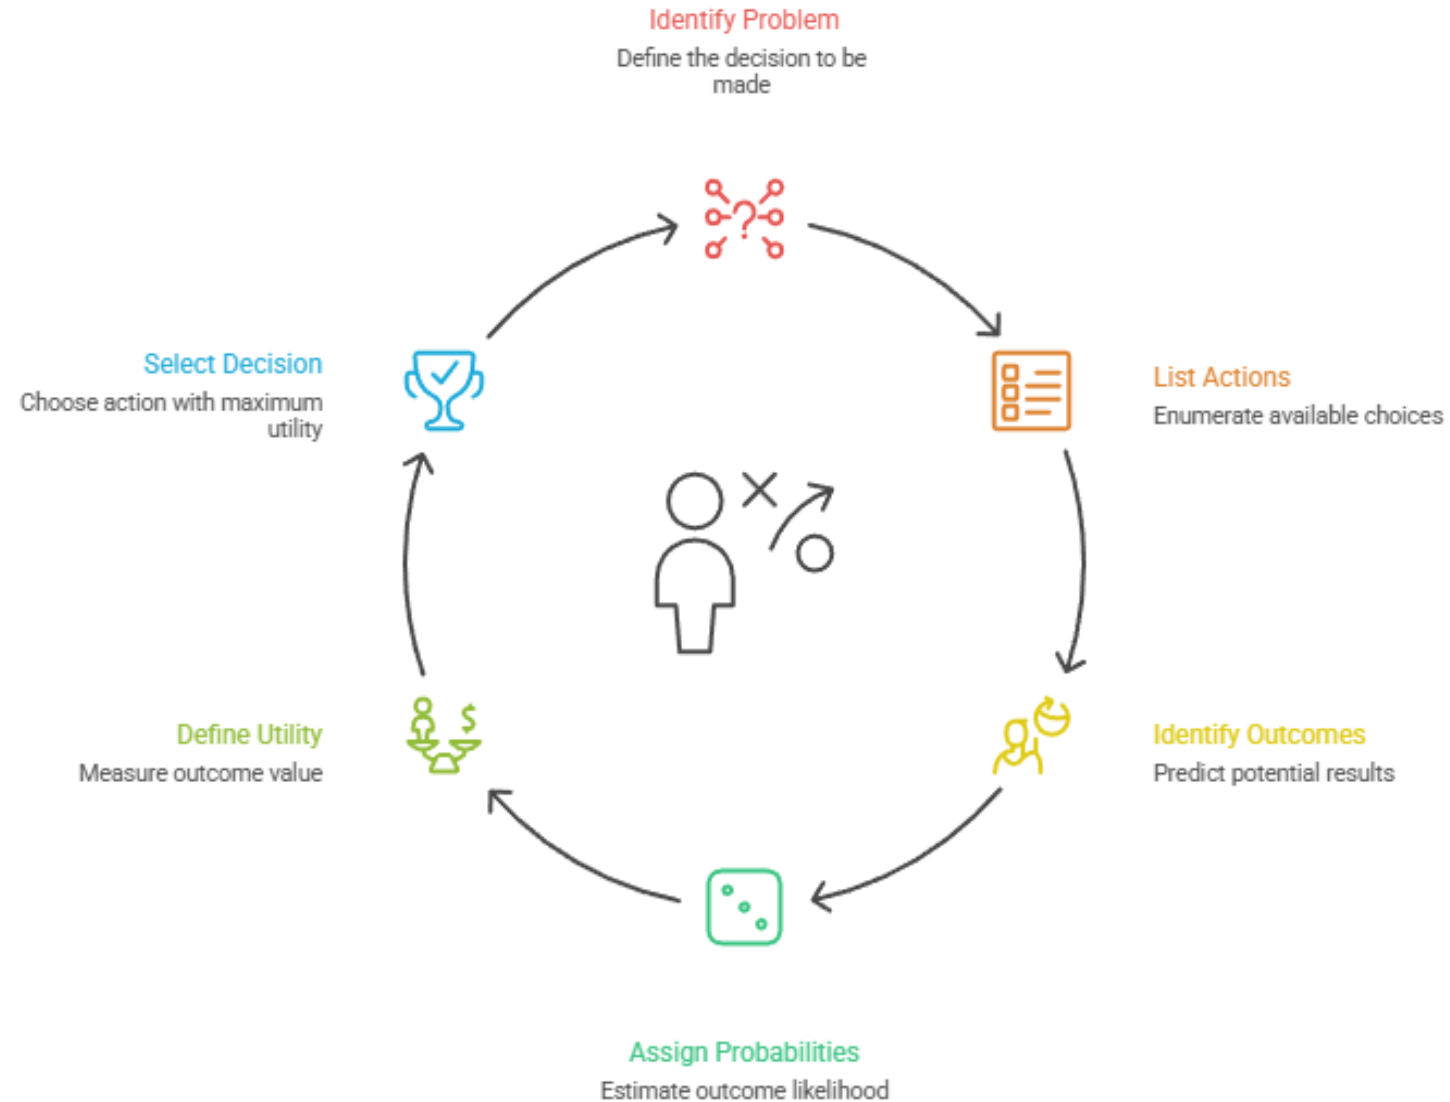 Identify Problem
Define the decision to be
made
List Actions
Enumerate available choices
Identify Outcomes
Predict potential results
Assign Probabilities
Estimate outcome likelihood
Define Utility
Measure outcome value
Select Decision
Choose action with maximum
utility